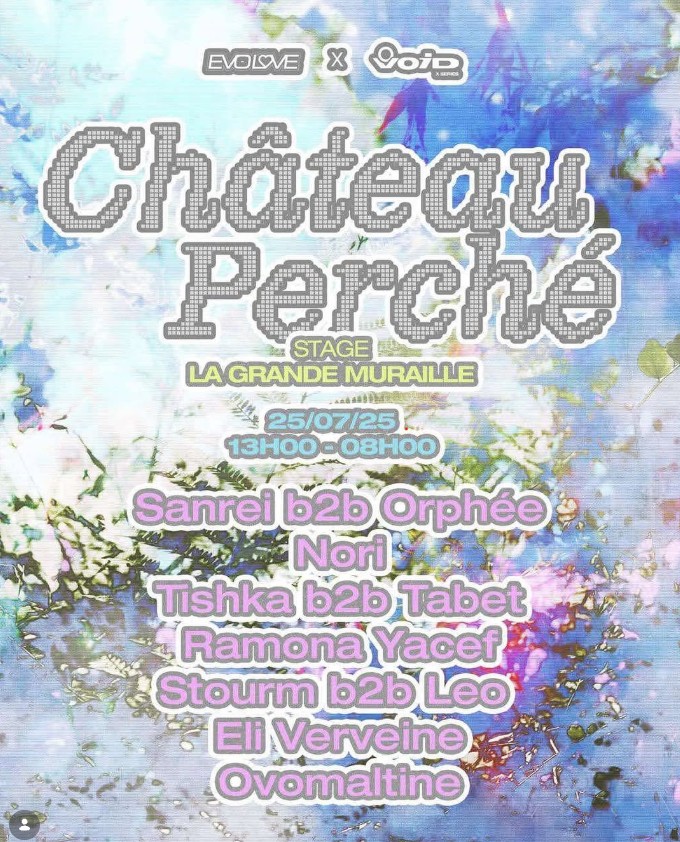 EVOLOVE X VOID
X SERIES
Château
Perché
STAGE
LA GRANDE MURAILLE
25/07/25
13H00 - 08H00
Sanrei b2b Orphée
Nori
Tishka b2b Tabet
Ramona Yacef
Stourm b2b Leo
Eli Verveine
Ovomaltine